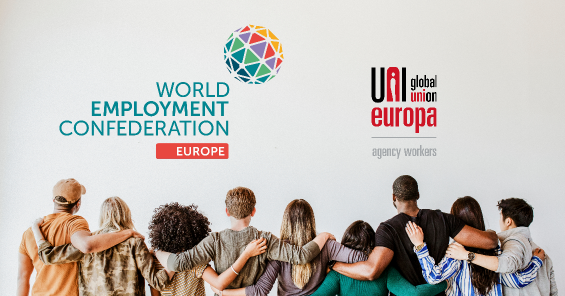 WORLD
EMPLOYMENT
CONFEDERATION
EUROPE
UNI global
union
europa
agency workers